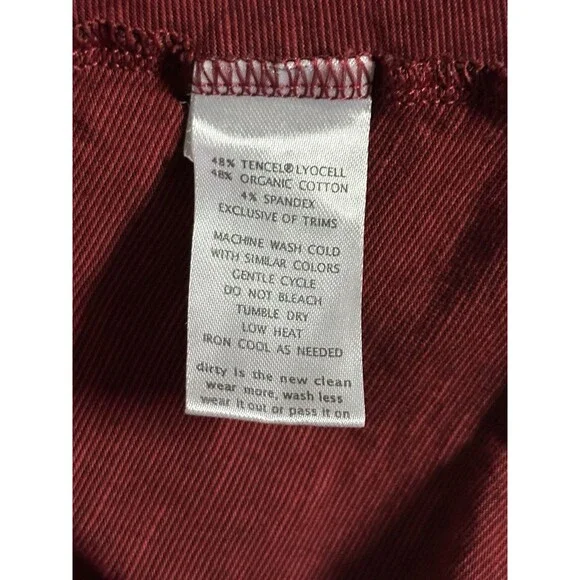 48% TENCEL® LYOCELL
48% ORGANIC COTTON
4% SPANDEX
EXCLUSIVE OF TRIMS
MACHINE WASH COLD
WITH SIMILAR COLORS
GENTLE CYCLE
DO NOT BLEACH
TUMBLE DRY
LOW HEAT
IRON COOL AS NEEDED
dirty is the new clean
wear more, wash less
wear it out or pass it on